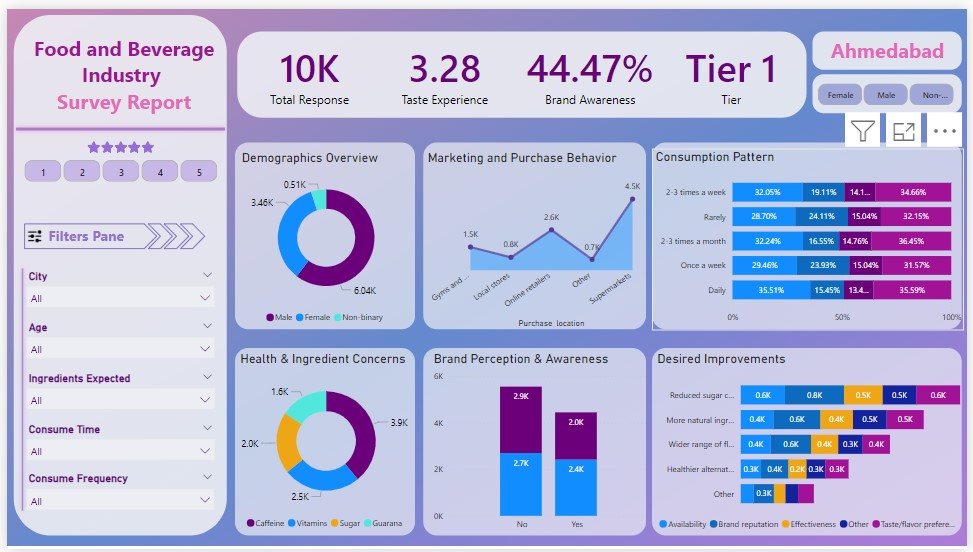 Food and Beverage
Industry
Survey Report
1 2 3 4 5
Filters Pane
City
All
Age
All
Ingredients Expected
All
Consume Time
All
Consume Frequency
All
10K
Total Response
3.28
Taste Experience
44.47%
Brand Awareness
Tier 1
Tier
Ahmedabad
Female Male Non-...
Demographics Overview
0.51K
3.46K
6.04K
Male Female Non-binary
Marketing and Purchase Behavior
1.5K 0.8K 2.6K 0.7K 4.5K
Gyms and ... Local stores Online retailers Other Supermarkets
Purchase location
Consumption Pattern
2-3 times a week 32.05% 19.11% 14.1... 34.66%
Rarely 28.70% 24.11% 15.04% 32.15%
2-3 times a month 32.24% 16.55% 14.76% 36.45%
Once a week 29.46% 23.93% 15.04% 31.57%
Daily 35.51% 15.45% 13.4... 35.59%
0% 50% 100%
Health & Ingredient Concerns
1.6K
3.9K
2.0K
2.5K
Caffeine Vitamins Sugar Guarana
Brand Perception & Awareness
6K
4K
2K
0K
2.9K 2.0K
2.7K 2.4K
No Yes
Desired Improvements
Reduced sugar c... 0.6K 0.8K 0.5K 0.5K 0.6K
More natural ingr... 0.4K 0.6K 0.4K 0.5K 0.5K
Wider range of fl... 0.4K 0.6K 0.4K 0.3K 0.4K
Healthier alternat... 0.3K 0.4K 0.2K 0.3K 0.3K
Other 0.3K
Availability Brand reputation Effectiveness Other Taste/flavor prefere...